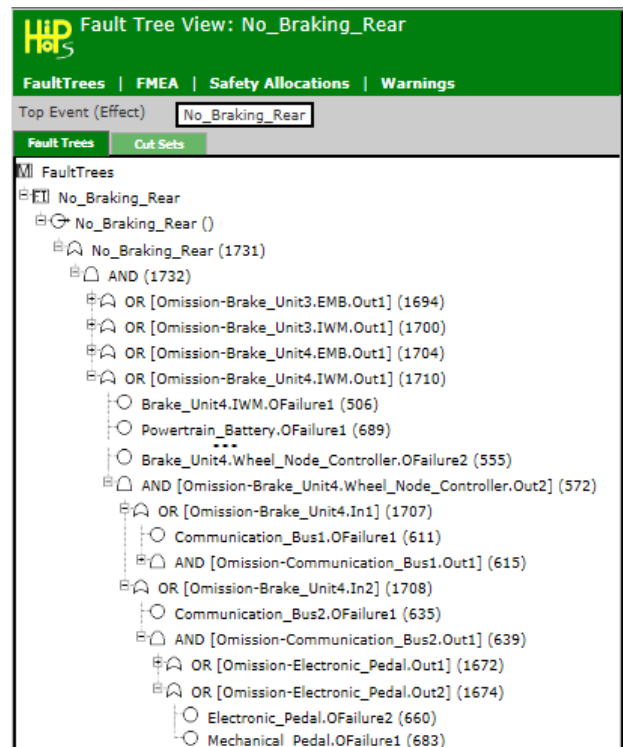 HiP HOPS Fault Tree View: No_Braking_Rear
FaultTrees | FMEA | Safety Allocations | Warnings
Top Event (Effect) No_Braking_Rear
Fault Trees Cut Sets
FaultTrees
No_Braking_Rear
No_Braking_Rear ()
No_Braking_Rear (1731)
AND (1732)
OR [Omission-Brake_Unit3.EMB.Out1] (1694)
OR [Omission-Brake_Unit3.IWM.Out1] (1700)
OR [Omission-Brake_Unit4.EMB.Out1] (1704)
OR [Omission-Brake_Unit4.IWM.Out1] (1710)
Brake_Unit4.IWM.OFailure1 (506)
Powertrain_Battery.OFailure1 (689)
...
Brake_Unit4.Wheel_Node_Controller.OFailure2 (555)
AND [Omission-Brake_Unit4.Wheel_Node_Controller.Out2] (572)
OR [Omission-Brake_Unit4.In1] (1707)
Communication_Bus1.OFailure1 (611)
AND [Omission-Communication_Bus1.Out1] (615)
OR [Omission-Brake_Unit4.In2] (1708)
Communication_Bus2.OFailure1 (635)
AND [Omission-Communication_Bus2.Out1] (639)
OR [Omission-Electronic_Pedal.Out1] (1672)
OR [Omission-Electronic_Pedal.Out2] (1674)
Electronic_Pedal.OFailure2 (660)
Mechanical_Pedal.OFailure1 (683)